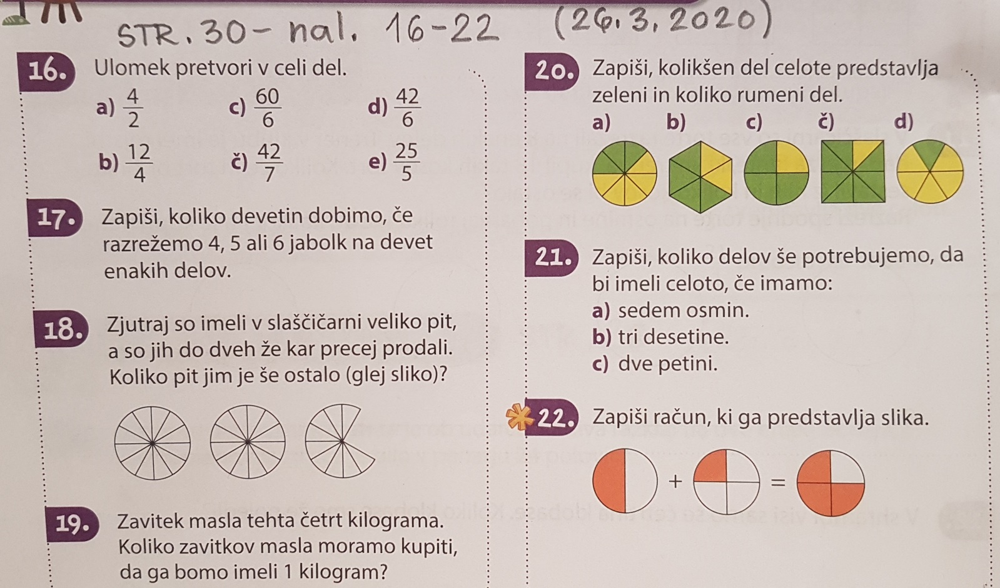 STR. 30 - nal. 16-22 (26.3.2020)
16. Ulomek pretvori v celi del.
a) 4/2 c) 60/6 d) 42/6
b) 12/4 č) 42/7 e) 25/5
17. Zapiši, koliko devetin dobimo, če
razrežemo 4, 5 ali 6 jabolk na devet
enakih delov.
18. Zjutraj so imeli v slaščičarni veliko pit,
a so jih do dveh že kar precej prodali.
Koliko pit jim je še ostalo (glej sliko)?
19. Zavitek masla tehta četrt kilograma.
Koliko zavitkov masla moramo kupiti,
da ga bomo imeli 1 kilogram?
20. Zapiši, kolikšen del celote predstavlja
zeleni in koliko rumeni del.
a) b) c) č) d)
21. Zapiši, koliko delov še potrebujemo, da
bi imeli celoto, če imamo:
a) sedem osmin.
b) tri desetine.
c) dve petini.
22. Zapiši račun, ki ga predstavlja slika.
+ =